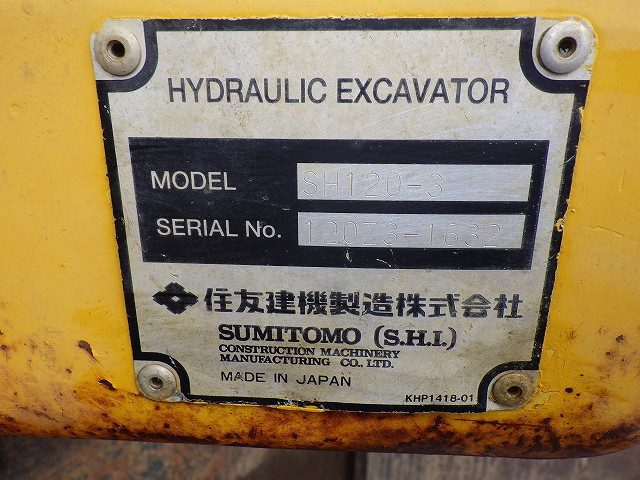 HYDRAULIC EXCAVATOR
MODEL SH120-3
SERIAL No. 120Z3-1632
住友建機製造株式会社
SUMITOMO (S.H.I.)
CONSTRUCTION MACHINERY
MANUFACTURING CO., LTD.
MADE IN JAPAN
KHP1418-01